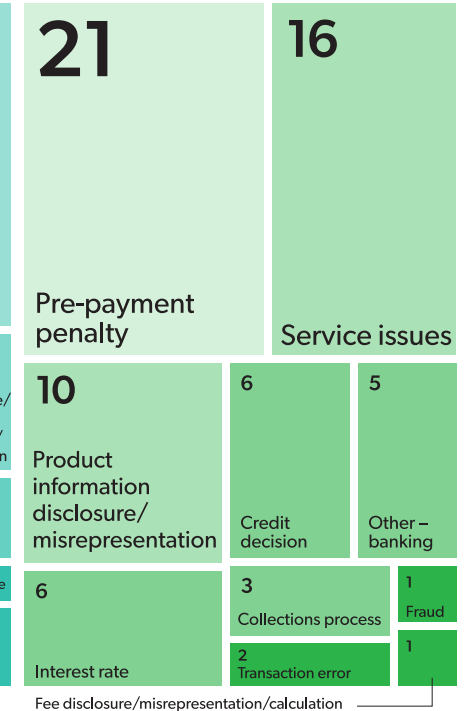 21
Pre-payment
penalty
16
Service issues
10
Product
information
disclosure/
misrepresentation
6
Credit
decision
5
Other –
banking
6
Interest rate
3
Collections process
1
Fraud
2
Transaction error
1
Fee disclosure/misrepresentation/calculation